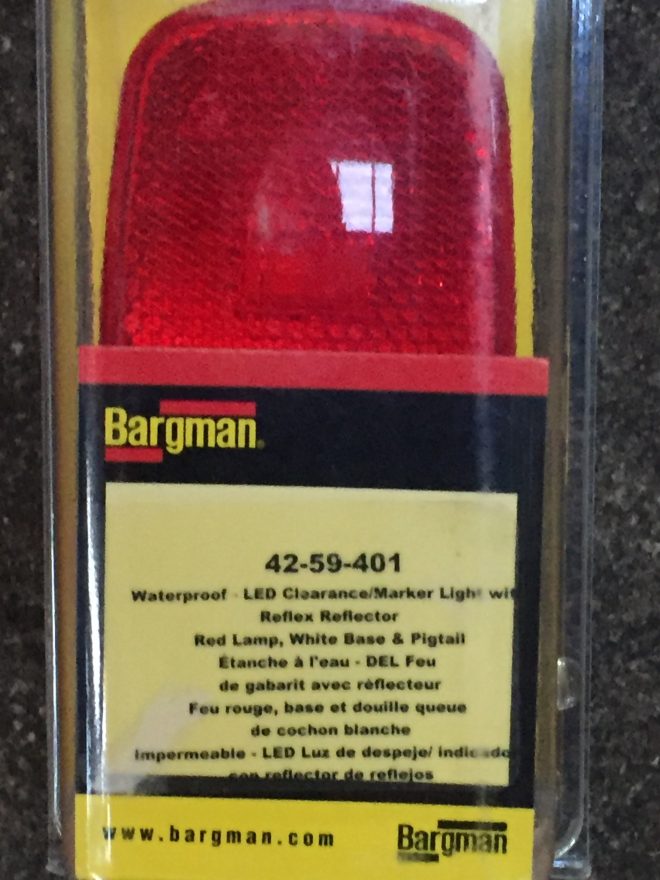 Bargman
42-59-401
Waterproof - LED Clearance/Marker Light wit
Reflex Reflector
Red Lamp, White Base & Pigtail
Étanche à l'eau - DEL Feu
de gabarit avec réflecteur
Feu rouge, base et douille queue
de cochon blanche
Impermeable - LED Luz de despeje/ indicado
con reflector de reflejos
www.bargman.com
Bargman